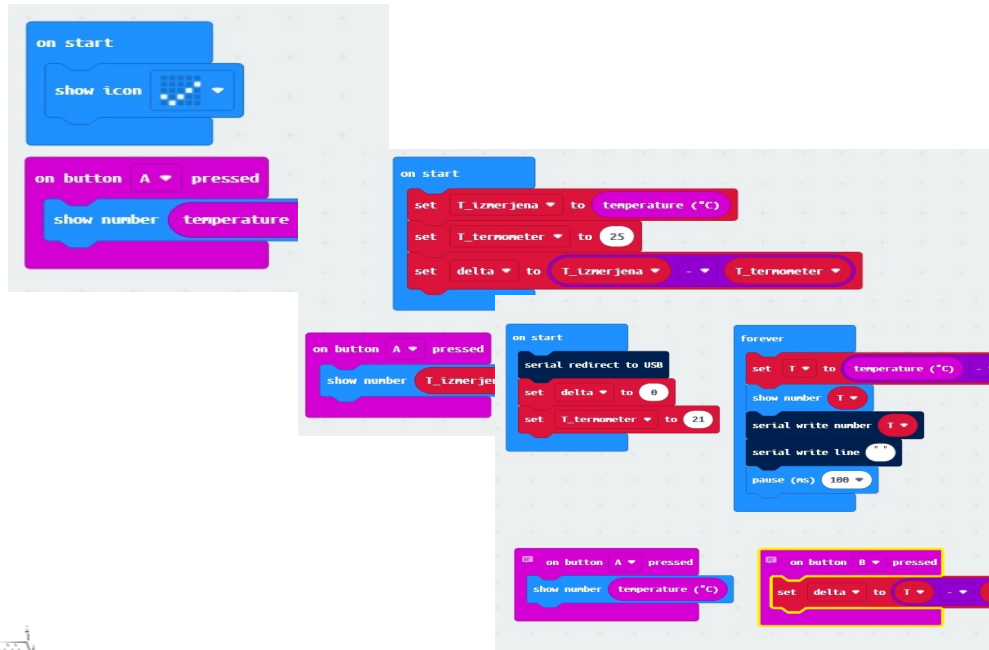 on start
show icon
on button A pressed
show number temperature
on start
set T_izmerjena to temperature (°C)
set T_termometer to 25
set delta to T_izmerjena - T_termometer
on button A pressed
show number
on start
serial redirect to USB
set delta to 0
set T_termometer to 21
forever
set T to temperature (°C) -
show number T
serial write number T
serial write line " "
pause (ms) 100
on button A pressed
show number temperature (°C)
on button B pressed
set delta to T -